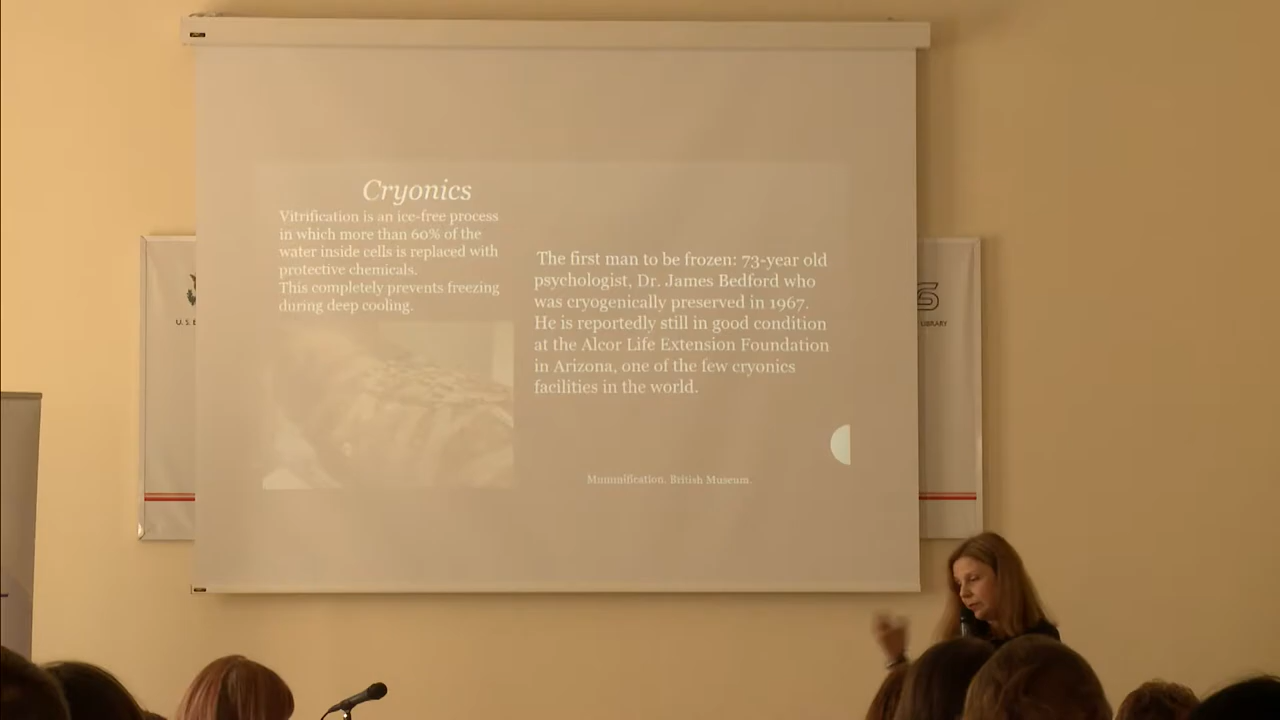 Cryonics
Vitrification is an ice-free process
in which more than 60% of the
water inside cells is replaced with
protective chemicals.
This completely prevents freezing
during deep cooling.
The first man to be frozen: 73-year old
psychologist, Dr. James Bedford who
was cryogenically preserved in 1967.
He is reportedly still in good condition
at the Alcor Life Extension Foundation
in Arizona, one of the few cryonics
facilities in the world.
Mummification. British Museum.
U.S.
LIBRARY